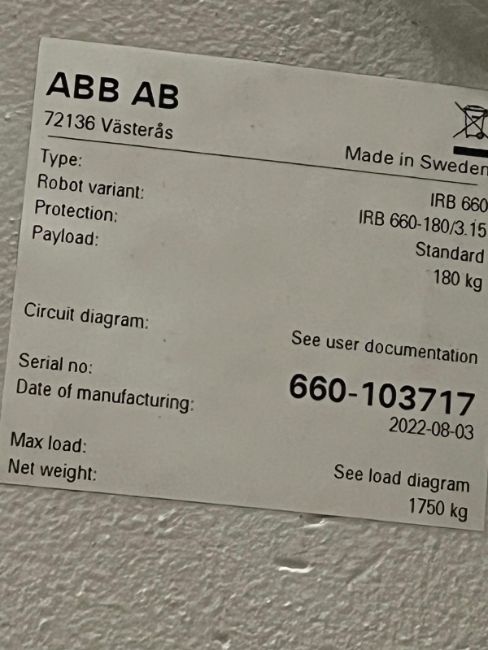 ABB AB
72136 Västerås
Made in Sweden
Type: IRB 660
Robot variant: IRB 660-180/3.15
Protection: Standard
Payload: 180 kg
Circuit diagram: See user documentation
Serial no: 660-103717
Date of manufacturing: 2022-08-03
Max load: See load diagram
Net weight: 1750 kg